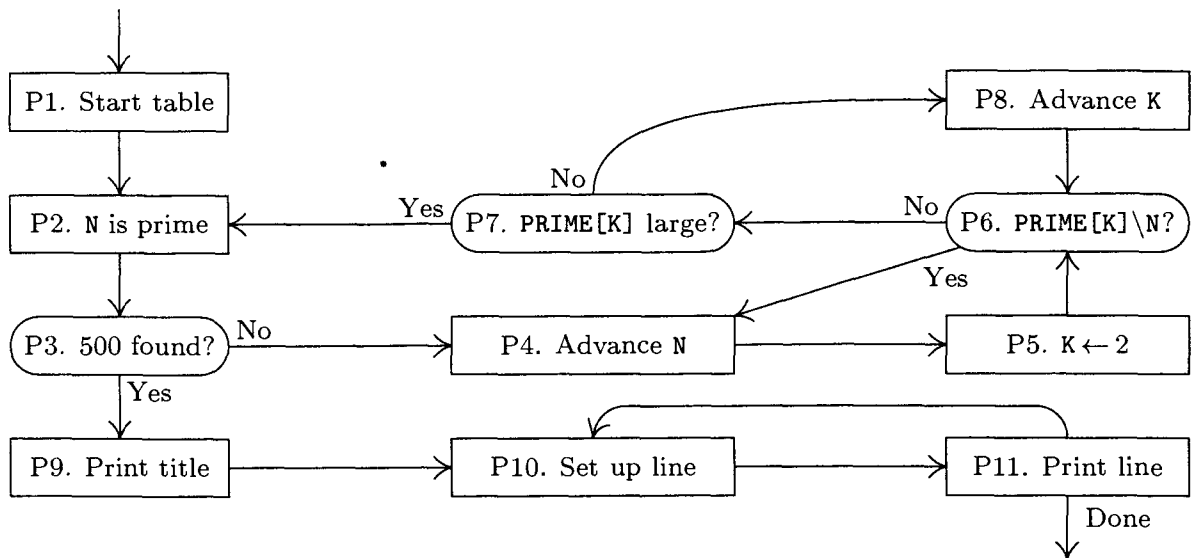 P1. Start table
P8. Advance K
No
Yes
No
P2. N is prime
P7. PRIME[K] large?
P6. PRIME[K]\N?
Yes
No
P3. 500 found?
P4. Advance N
P5. K ← 2
Yes
P9. Print title
P10. Set up line
P11. Print line
Done